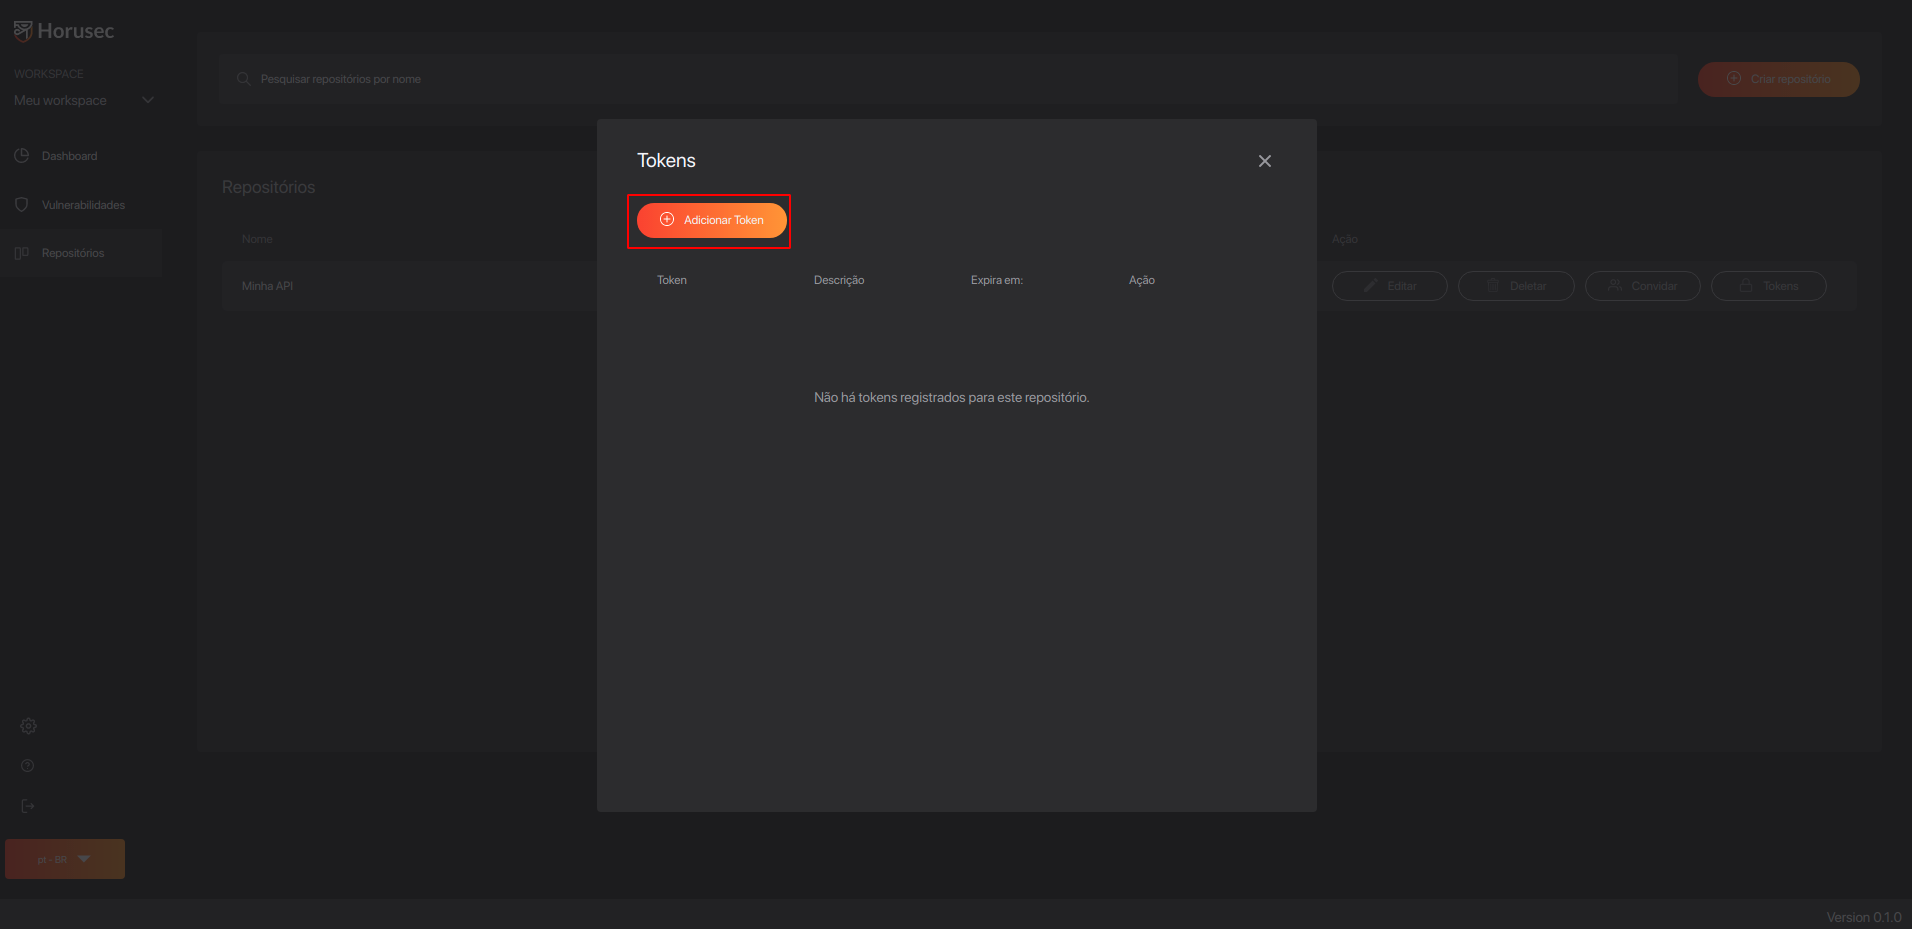 Horusec
WORKSPACE
Meu workspace
Dashboard
Vulnerabilidades
Repositórios
pt - BR
Pesquisar repositórios por nome
Criar repositório
Repositórios
Nome
Ação
Minha API
Editar
Deletar
Convidar
Tokens
Tokens
Adicionar Token
Token
Descrição
Expira em:
Ação
Não há tokens registrados para este repositório.
Version 0.1.0